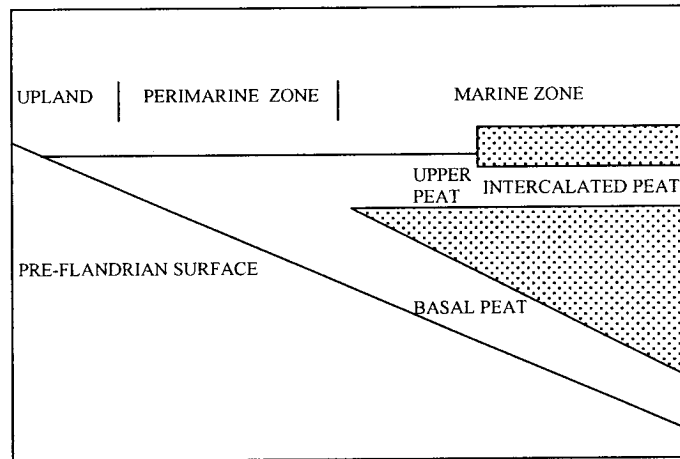 UPLAND
PERIMARINE ZONE
MARINE ZONE
UPPER
PEAT
INTERCALATED PEAT
PRE-FLANDRIAN SURFACE
BASAL PEAT